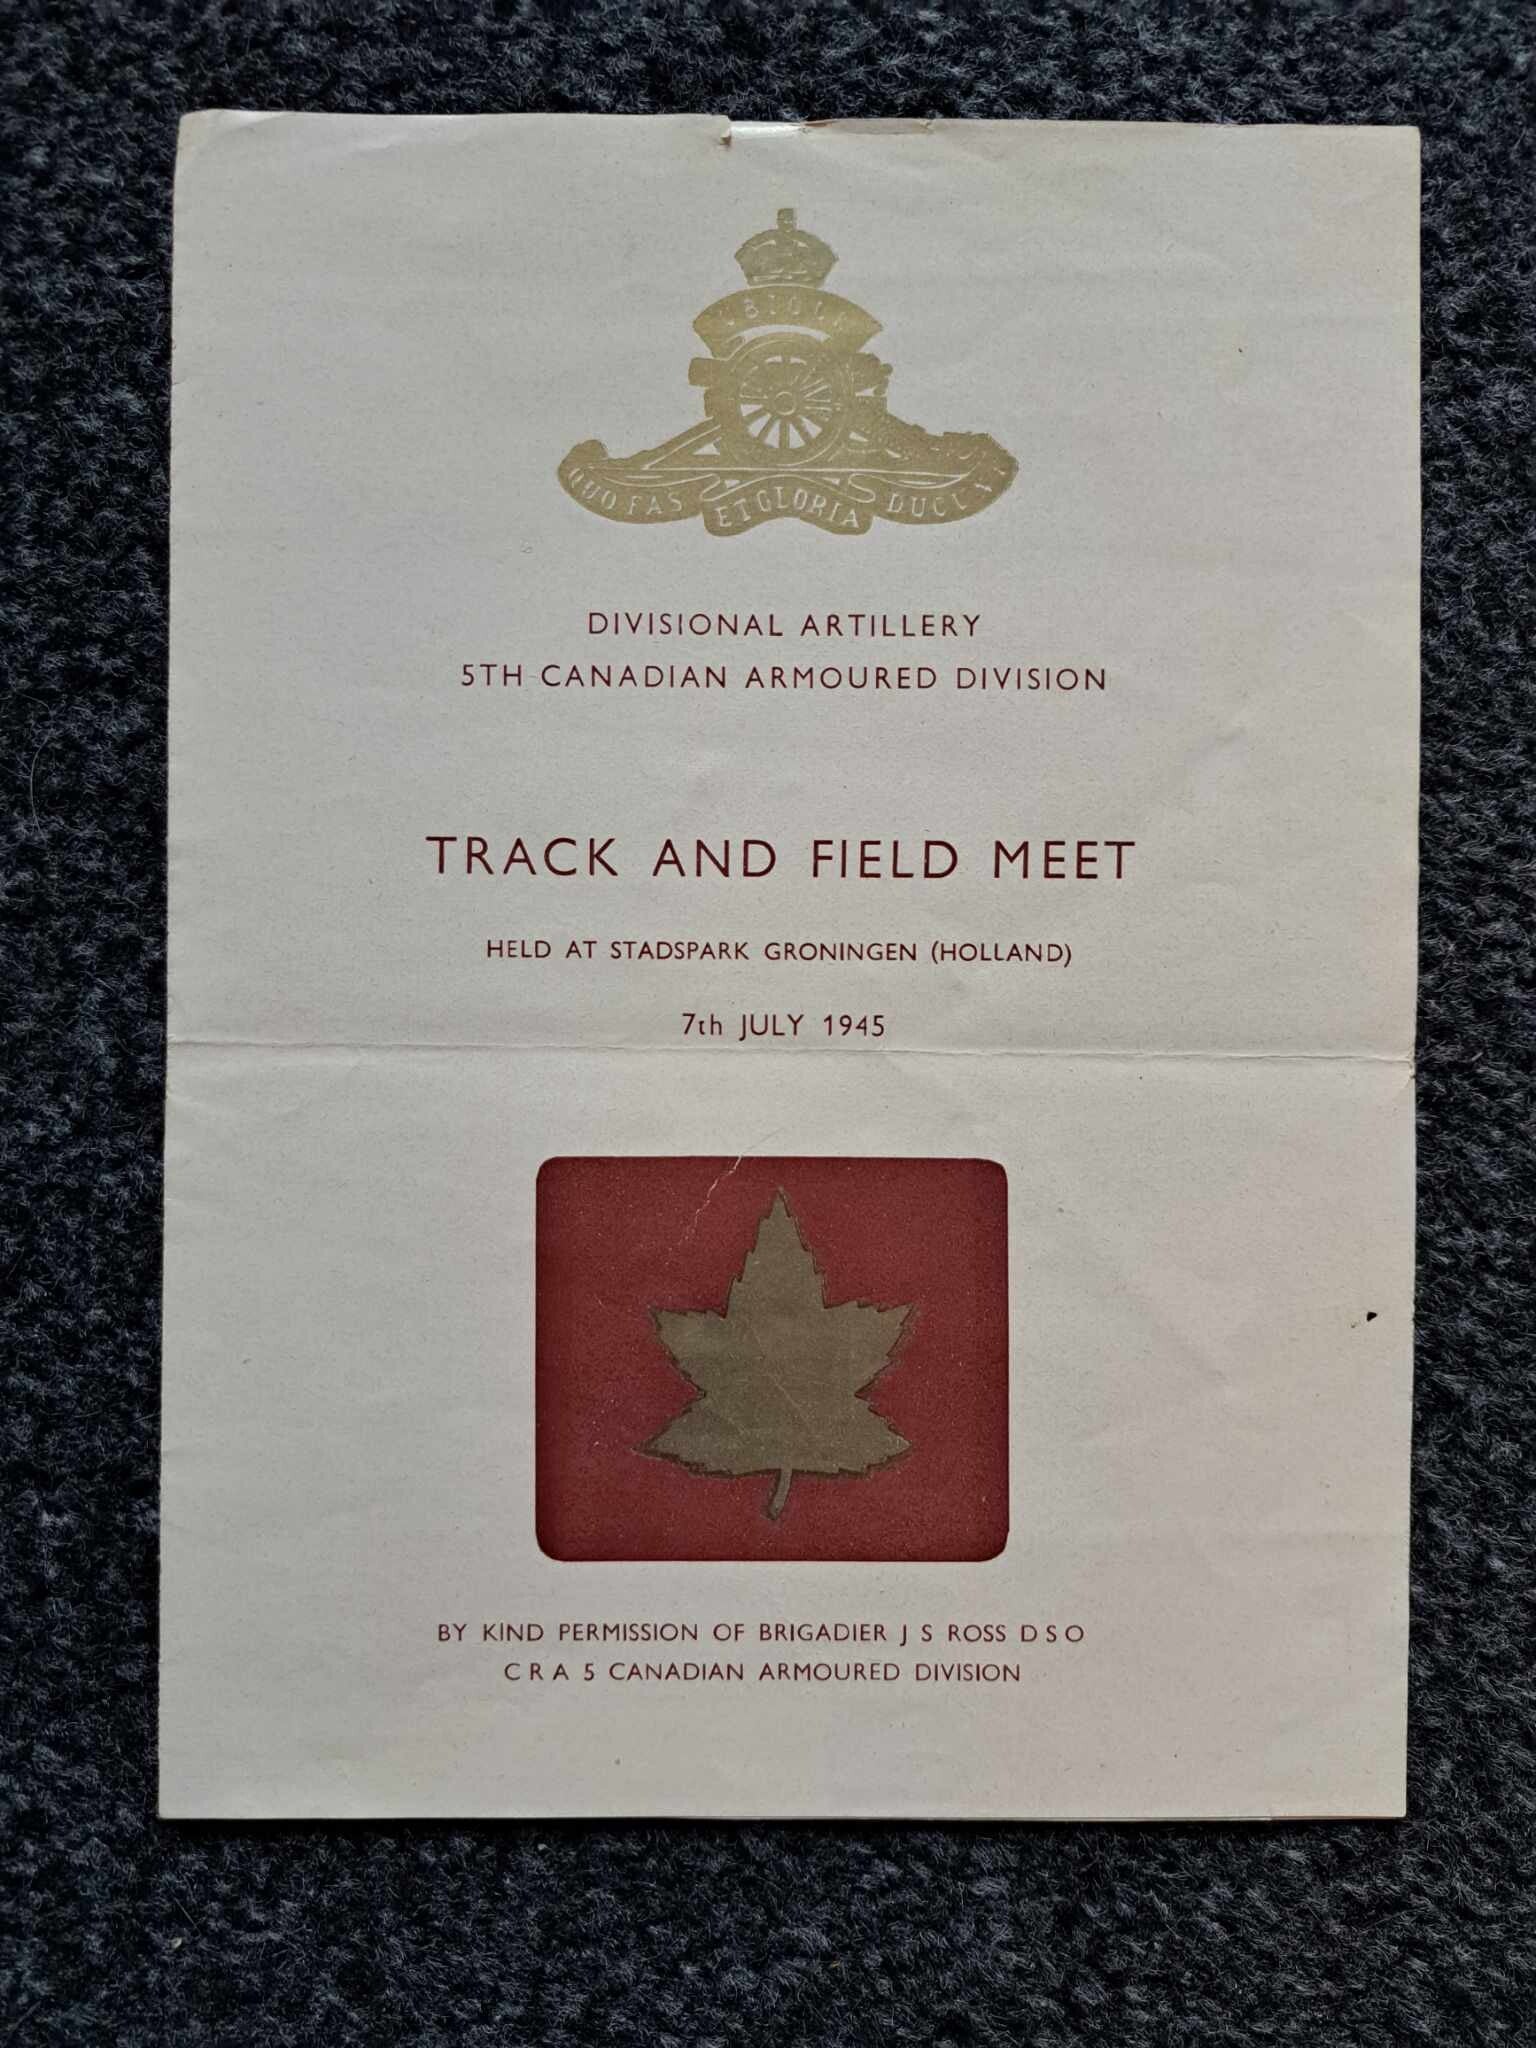 QUO FAS ET GLORIA DUCUNT
DIVISIONAL ARTILLERY
5TH CANADIAN ARMOURED DIVISION
TRACK AND FIELD MEET
HELD AT STADSPARK GRONINGEN (HOLLAND)
7th JULY 1945
BY KIND PERMISSION OF BRIGADIER J S ROSS D S O
C R A 5 CANADIAN ARMOURED DIVISION